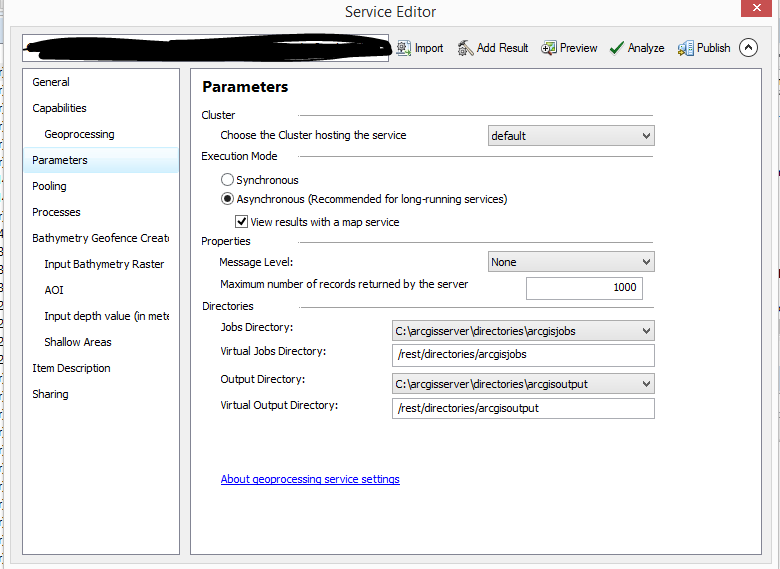 Service Editor
Import Add Result Preview Analyze Publish
General
Capabilities
Geoprocessing
Parameters
Pooling
Processes
Bathymetry Geofence Creat
Input Bathymetry Raster
AOI
Input depth value (in mete
Shallow Areas
Item Description
Sharing
Parameters
Cluster
Choose the Cluster hosting the service default
Execution Mode
Synchronous
Asynchronous (Recommended for long-running services)
View results with a map service
Properties
Message Level: None
Maximum number of records returned by the server 1000
Directories
Jobs Directory: C:\arcgisserver\directories\arcgisjobs
Virtual Jobs Directory: /rest/directories/arcgisjobs
Output Directory: C:\arcgisserver\directories\arcgisoutput
Virtual Output Directory: /rest/directories/arcgisoutput
About geoprocessing service settings